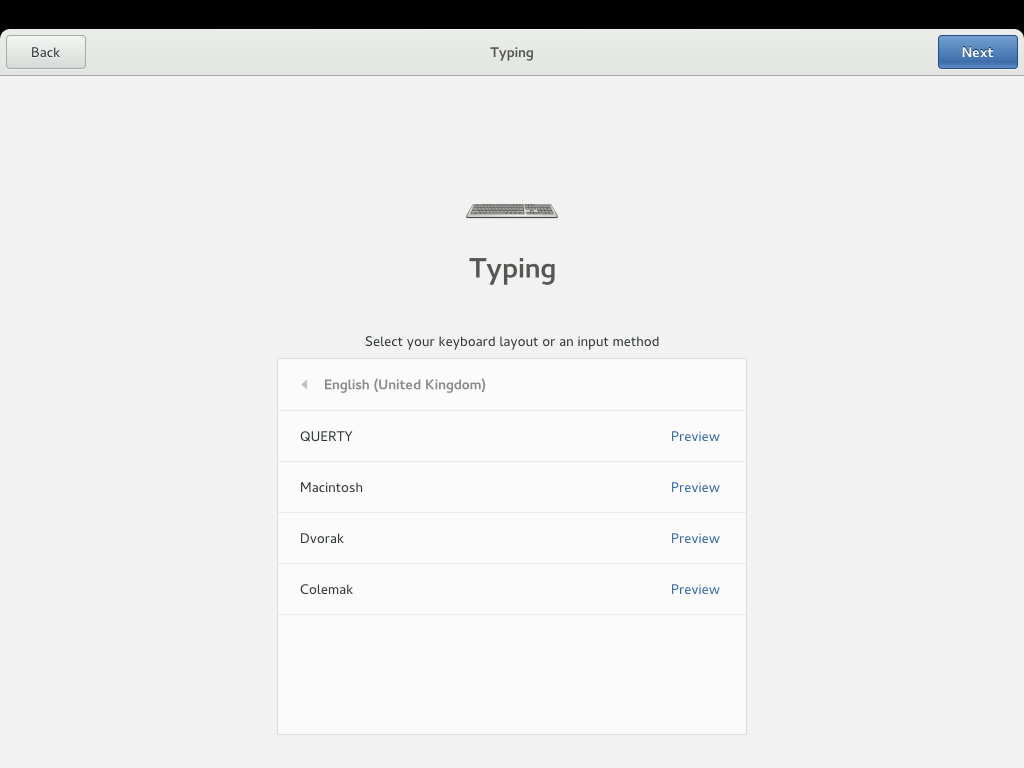 Back
Typing
Next
Typing
Select your keyboard layout or an input method
English (United Kingdom)
QUERTY Preview
Macintosh Preview
Dvorak Preview
Colemak Preview